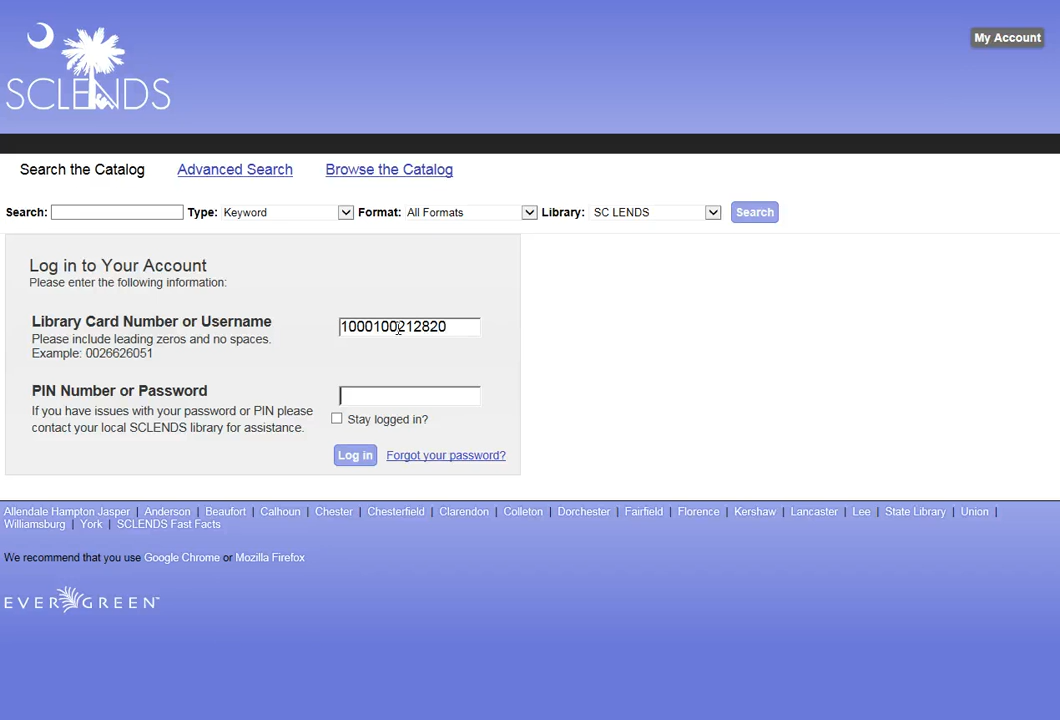 My Account
SCLENDS
Search the Catalog Advanced Search Browse the Catalog
Search: Type: Keyword Format: All Formats Library: SC LENDS Search
Log in to Your Account
Please enter the following information:
Library Card Number or Username
1000100212820
Please include leading zeros and no spaces.
Example: 0026626051
PIN Number or Password
If you have issues with your password or PIN please
contact your local SCLENDS library for assistance.
Stay logged in?
Log in Forgot your password?
Allendale Hampton Jasper | Anderson | Beaufort | Calhoun | Chester | Chesterfield | Clarendon | Colleton | Dorchester | Fairfield | Florence | Kershaw | Lancaster | Lee | State Library | Union |
Williamsburg | York | SCLENDS Fast Facts
We recommend that you use Google Chrome or Mozilla Firefox
EVERGREEN